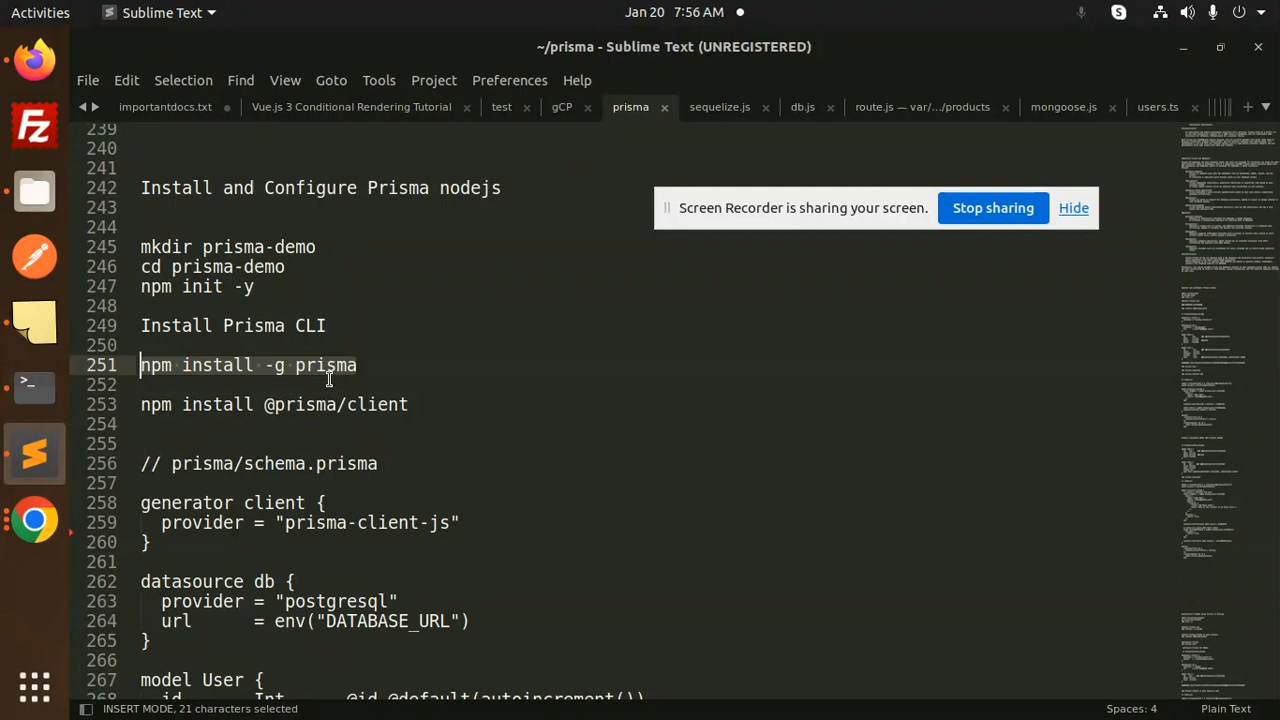 Activities
Sublime Text
Jan 20 7:56 AM
~/prisma - Sublime Text (UNREGISTERED)
File Edit Selection Find View Goto Tools Project Preferences Help
importantdocs.txt Vue.js 3 Conditional Rendering Tutorial test gCP prisma sequelize.js db.js route.js — var/.../products mongoose.js users.ts
239
240
241
242 Install and Configure Prisma nodejs
Screen Recorder is sharing your screen. Stop sharing Hide
243
244
245 mkdir prisma-demo
246 cd prisma-demo
247 npm init -y
248
249 Install Prisma CLI
250
251 npm install -g prisma
252
253 npm install @prisma/client
254
255
256 // prisma/schema.prisma
257
258 generator client {
259 provider = "prisma-client-js"
260 }
261
262 datasource db {
263 provider = "postgresql"
264 url = env("DATABASE_URL")
265 }
266
267 model User {
268 id Int @id @default(autoincrement())
INSERT MODE, 21 characters selected
Spaces: 4
Plain Text